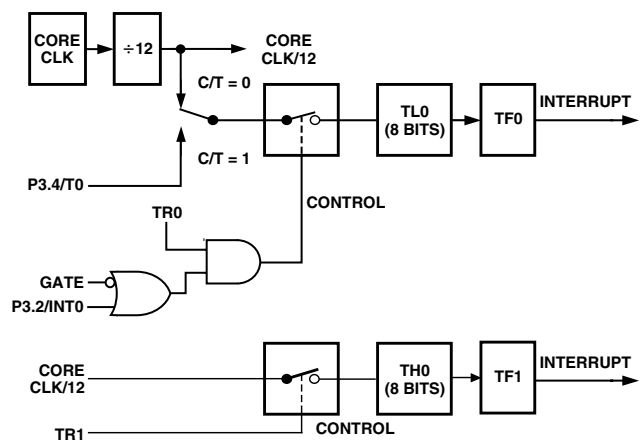 CORE
CLK
÷12
CORE
CLK/12
C/T = 0
C/T = 1
P3.4/T0
TL0
(8 BITS)
TF0
INTERRUPT
CONTROL
TR0
GATE
P3.2/INT0
CORE
CLK/12
TH0
(8 BITS)
TF1
INTERRUPT
CONTROL
TR1